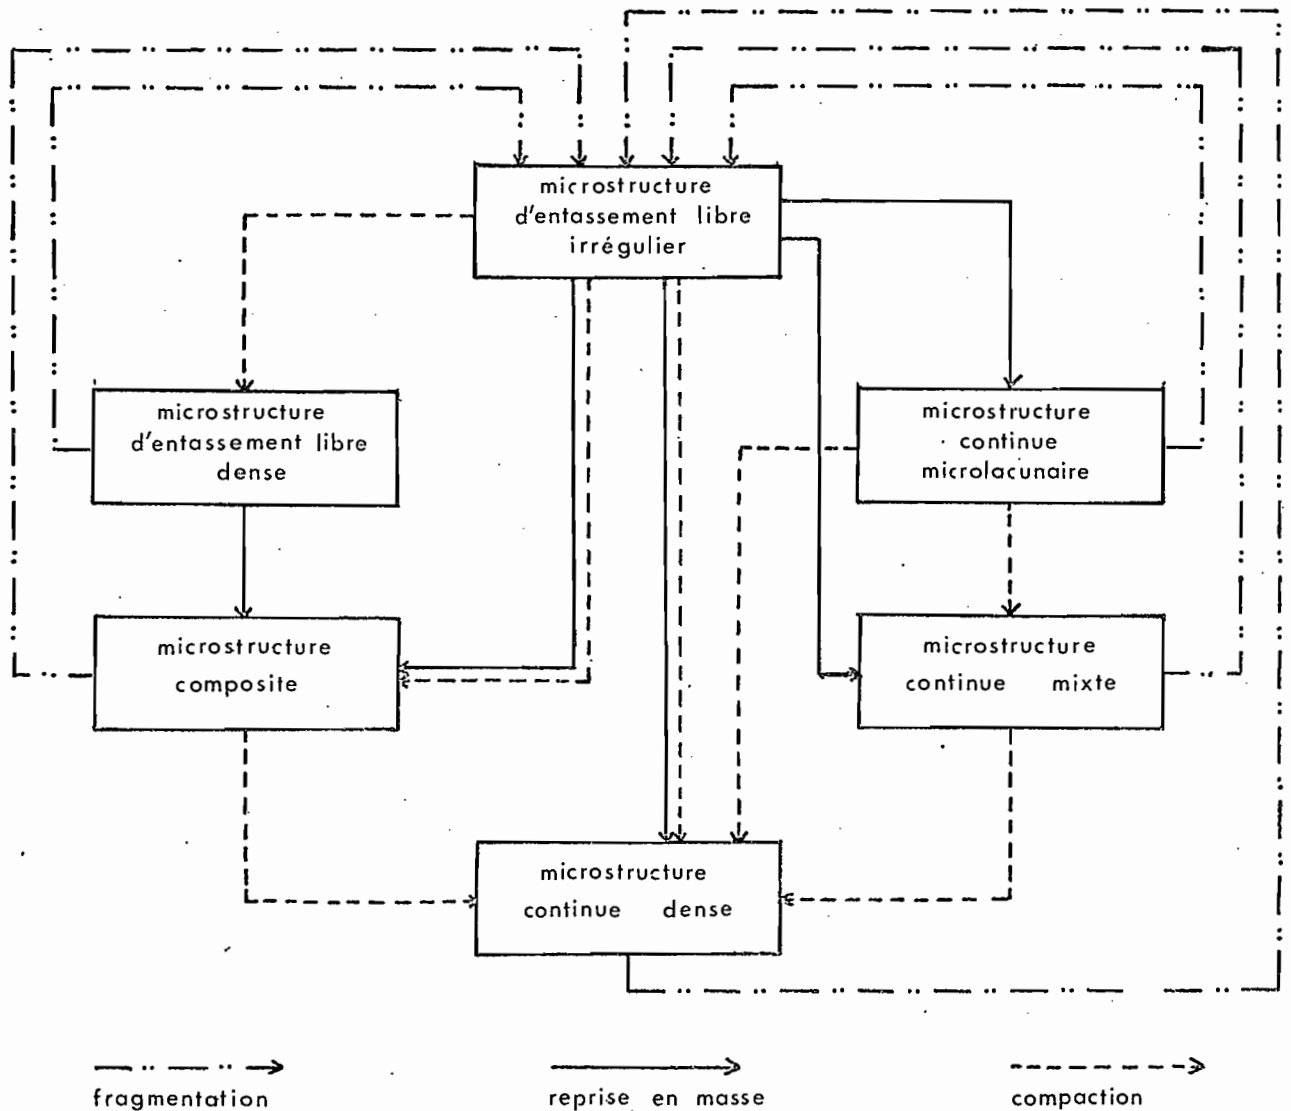 microstructure
d'entassement libre
irrégulier
microstructure
d'entassement libre
dense
microstructure
continue
microlacunaire
microstructure
composite
microstructure
continue mixte
microstructure
continue dense
fragmentation
reprise en masse
compaction